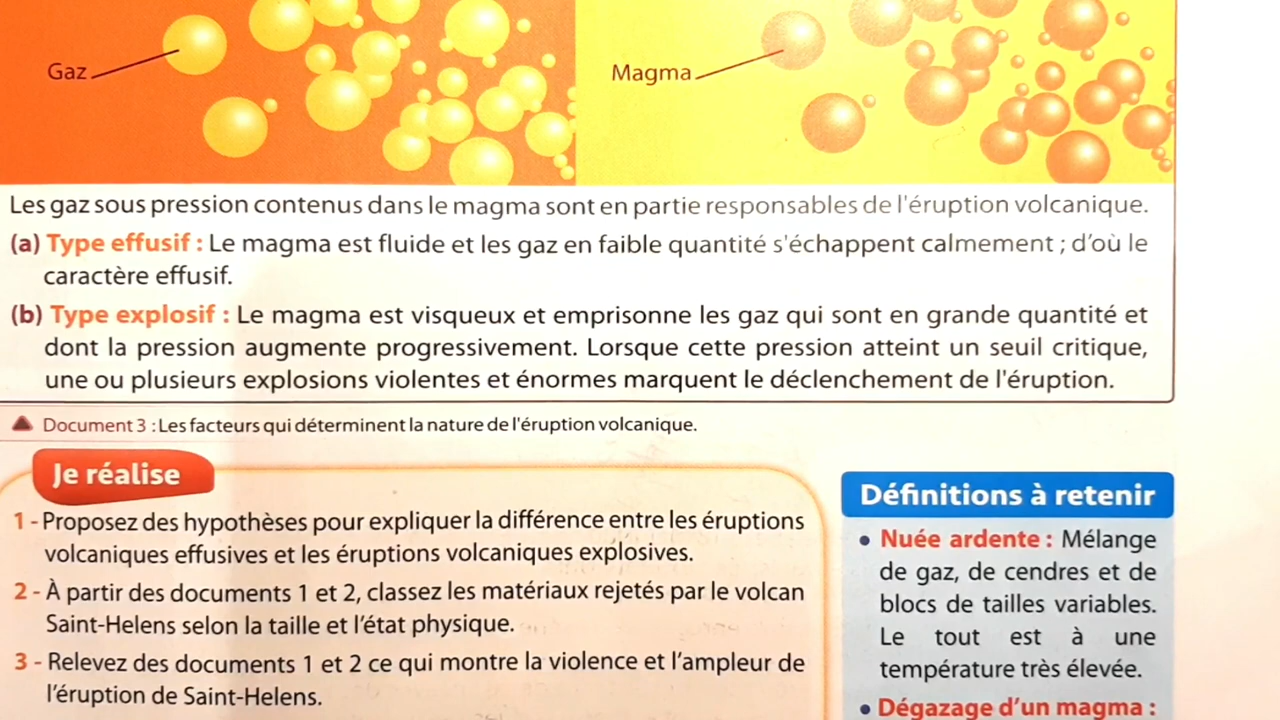 Gaz
Magma
Les gaz sous pression contenus dans le magma sont en partie responsables de l'éruption volcanique.
(a) Type effusif : Le magma est fluide et les gaz en faible quantité s'échappent calmement ; d'où le
caractère effusif.
(b) Type explosif : Le magma est visqueux et emprisonne les gaz qui sont en grande quantité et
dont la pression augmente progressivement. Lorsque cette pression atteint un seuil critique,
une ou plusieurs explosions violentes et énormes marquent le déclenchement de l'éruption.
Document 3 : Les facteurs qui déterminent la nature de l'éruption volcanique.
Je réalise
1 - Proposez des hypothèses pour expliquer la différence entre les éruptions
volcaniques effusives et les éruptions volcaniques explosives.
2 - À partir des documents 1 et 2, classez les matériaux rejetés par le volcan
Saint-Helens selon la taille et l'état physique.
3 - Relevez des documents 1 et 2 ce qui montre la violence et l'ampleur de
l'éruption de Saint-Helens.
Définitions à retenir
• Nuée ardente : Mélange
de gaz, de cendres et de
blocs de tailles variables.
Le tout est à une
température très élevée.
• Dégazage d'un magma :